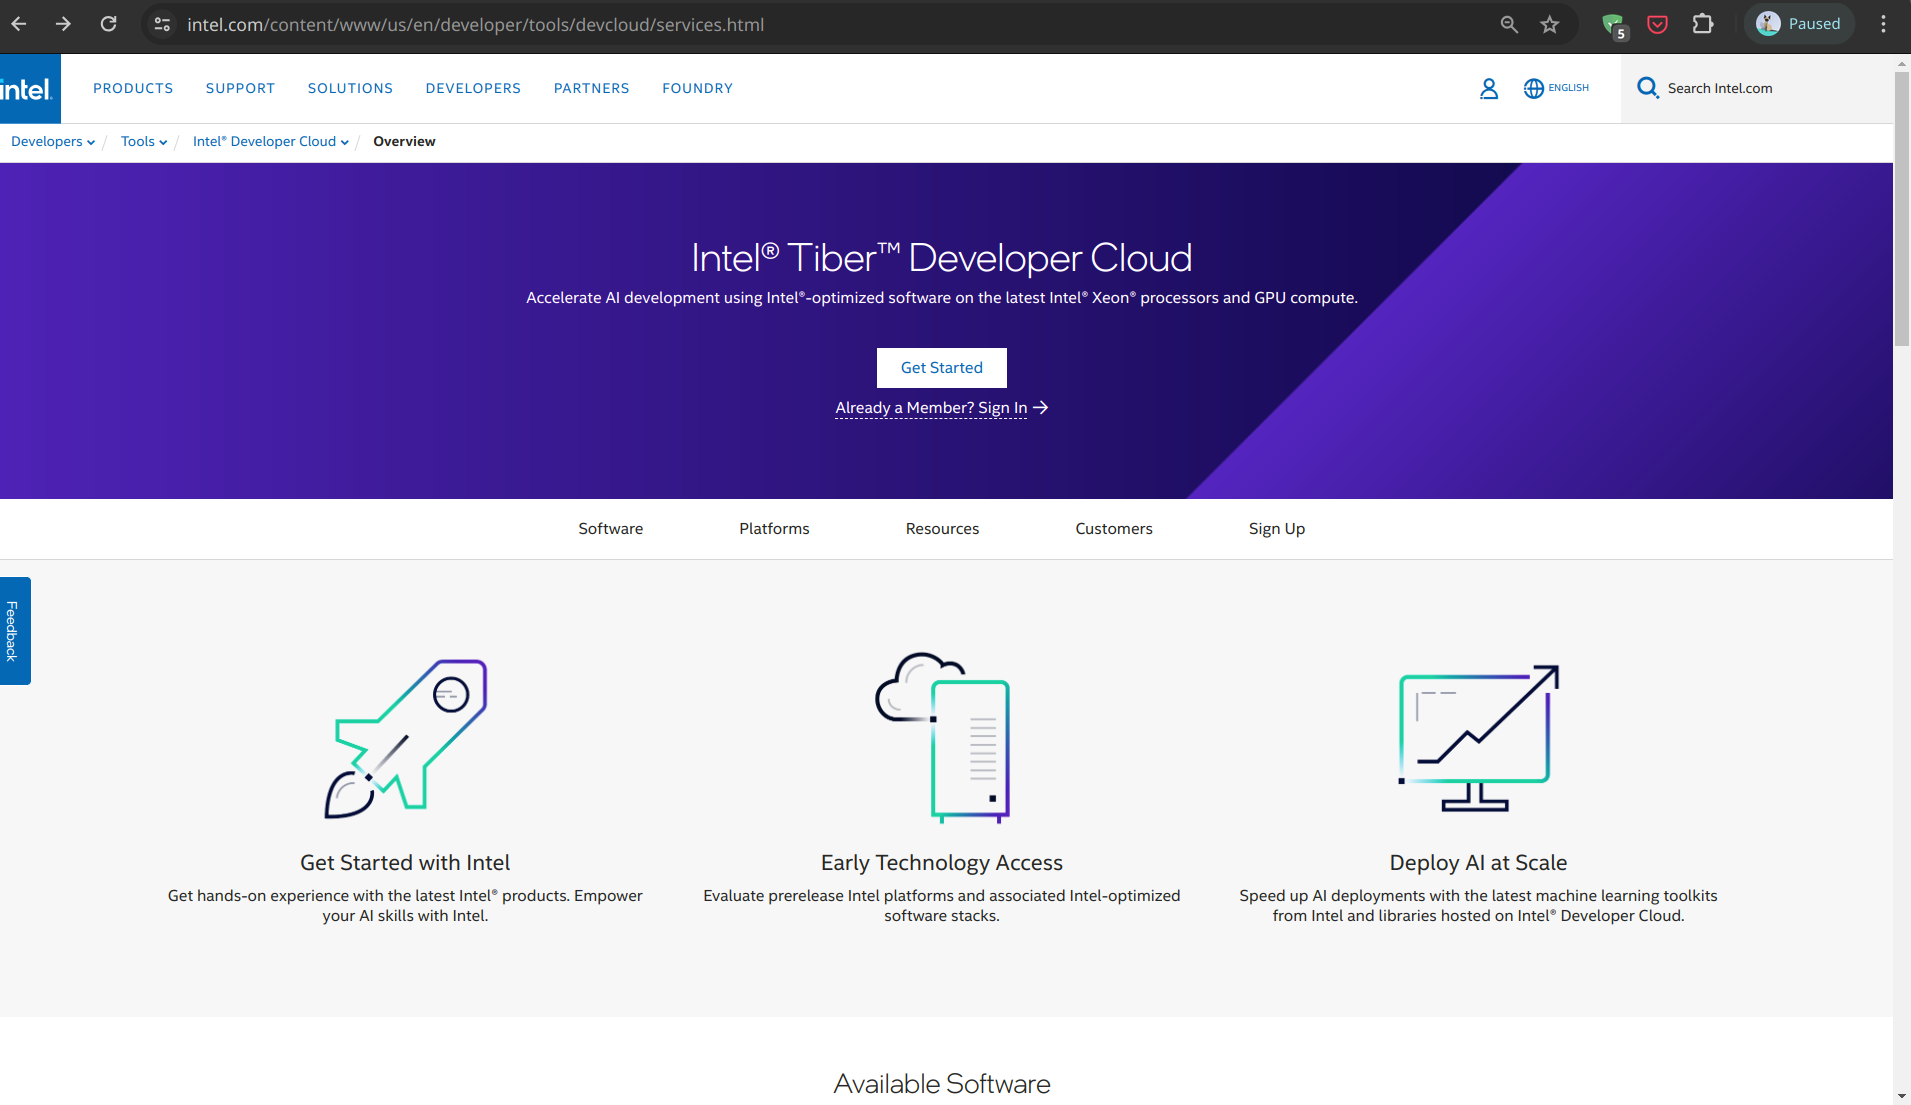 intel.com/content/www/us/en/developer/tools/devcloud/services.html
5
Paused
intel.
PRODUCTS
SUPPORT
SOLUTIONS
DEVELOPERS
PARTNERS
FOUNDRY
ENGLISH
Search Intel.com
Developers
/
Tools
/
Intel® Developer Cloud
/
Overview
Intel® Tiber™ Developer Cloud
Accelerate AI development using Intel®-optimized software on the latest Intel® Xeon® processors and GPU compute.
Get Started
Already a Member? Sign In
Software
Platforms
Resources
Customers
Sign Up
Feedback
Get Started with Intel
Get hands-on experience with the latest Intel® products. Empower
your AI skills with Intel.
Early Technology Access
Evaluate prerelease Intel platforms and associated Intel-optimized
software stacks.
Deploy AI at Scale
Speed up AI deployments with the latest machine learning toolkits
from Intel and libraries hosted on Intel® Developer Cloud.
Available Software